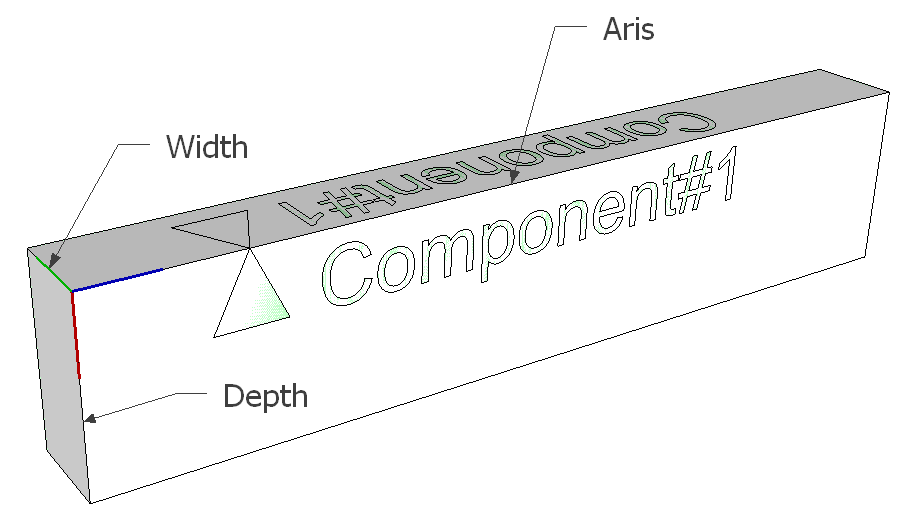 Aris
Width
Component#1
Component#1
Depth